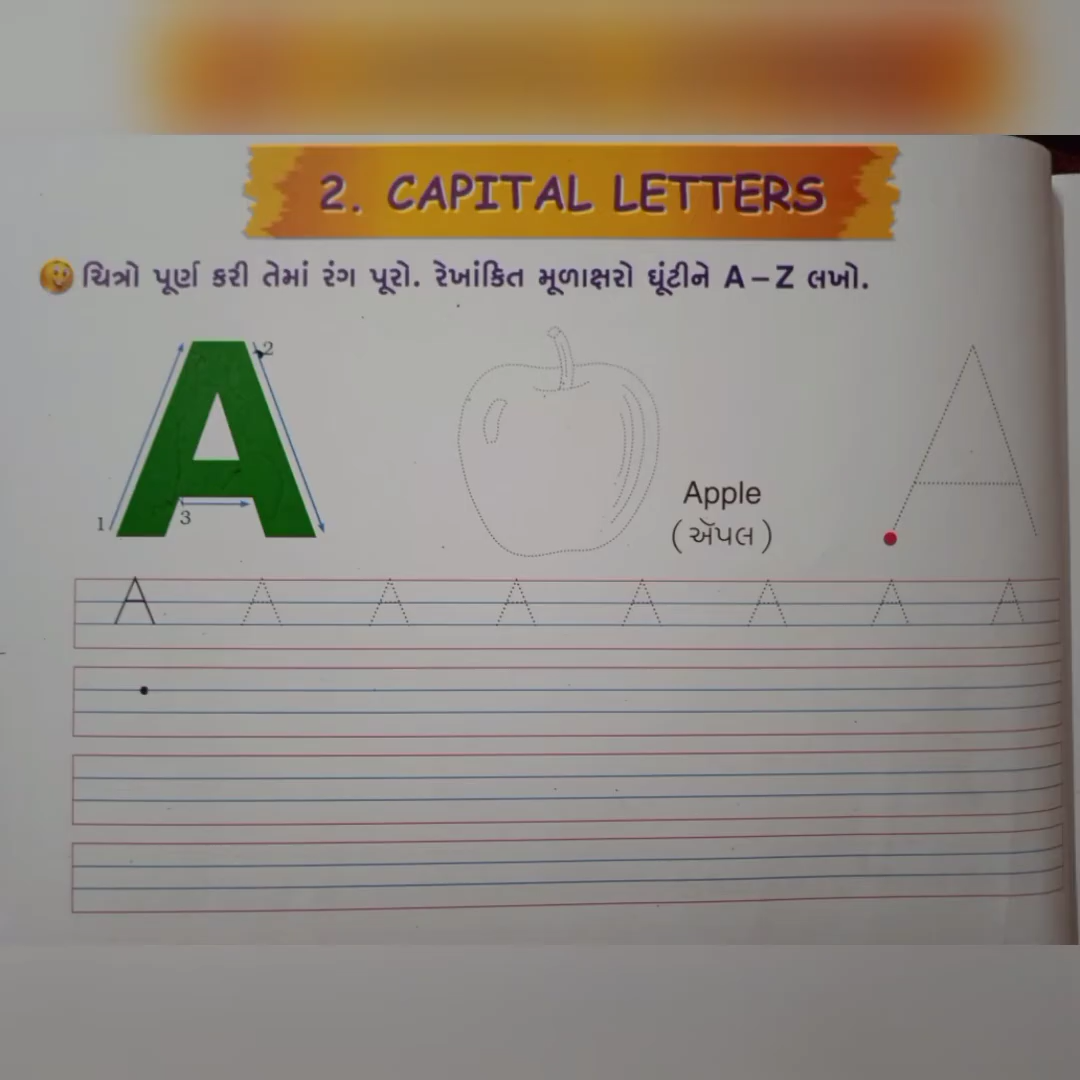 2. CAPITAL LETTERS
ચિત્રો પૂર્ણ કરી તેમાં રંગ પૂરો. રેખાંકિત મૂળાક્ષરો ઘૂંટીને A – Z લખો.
A
1
2
3
Apple
(ઍપલ)
A
A A A A A A A A